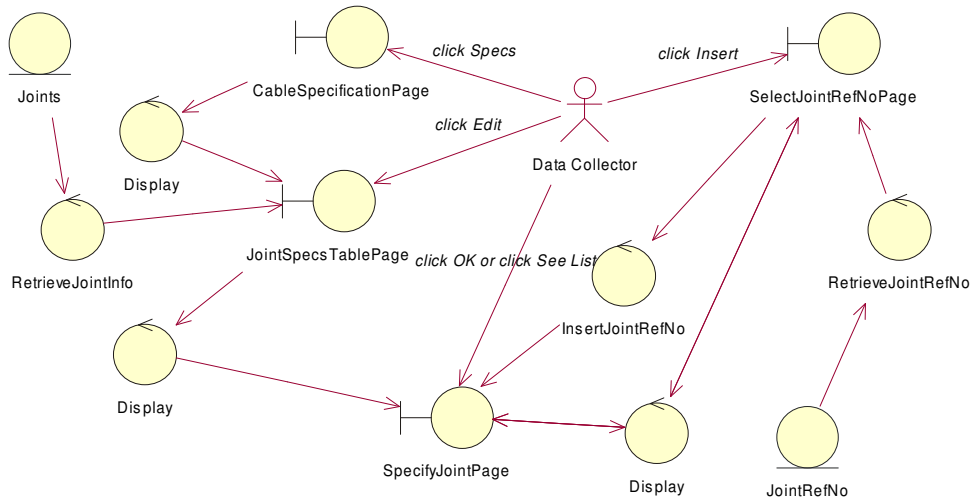 click Specs
click Insert
Joints
CableSpecificationPage
SelectJointRefNoPage
click Edit
Data Collector
Display
JointSpecsTablePage
click OK or click See List
RetrieveJointInfo
RetrieveJointRefNo
InsertJointRefNo
Display
SpecifyJointPage
Display
JointRefNo